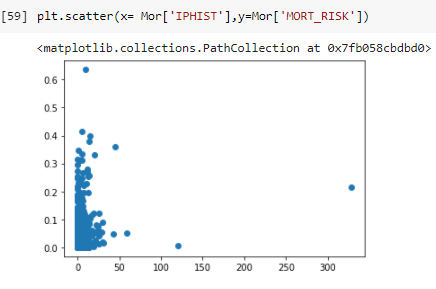 [59] plt.scatter(x= Mor['IPHIST'],y=Mor['MORT_RISK'])
<matplotlib.collections.PathCollection at 0x7fb058cbdbd0>
0.6
0.5
0.4
0.3
0.2
0.1
0.0
0 50 100 150 200 250 300